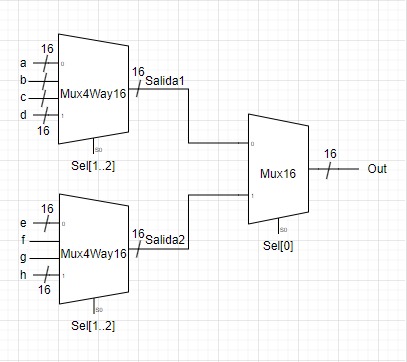 16
a
0
b
c
d
1
16
Mux4Way16
S0
Sel[1..2]
16
Salida1
0
1
Mux16
S0
Sel[0]
16
Out
16
e
0
f
g
h
1
16
Mux4Way16
S0
Sel[1..2]
16
Salida2